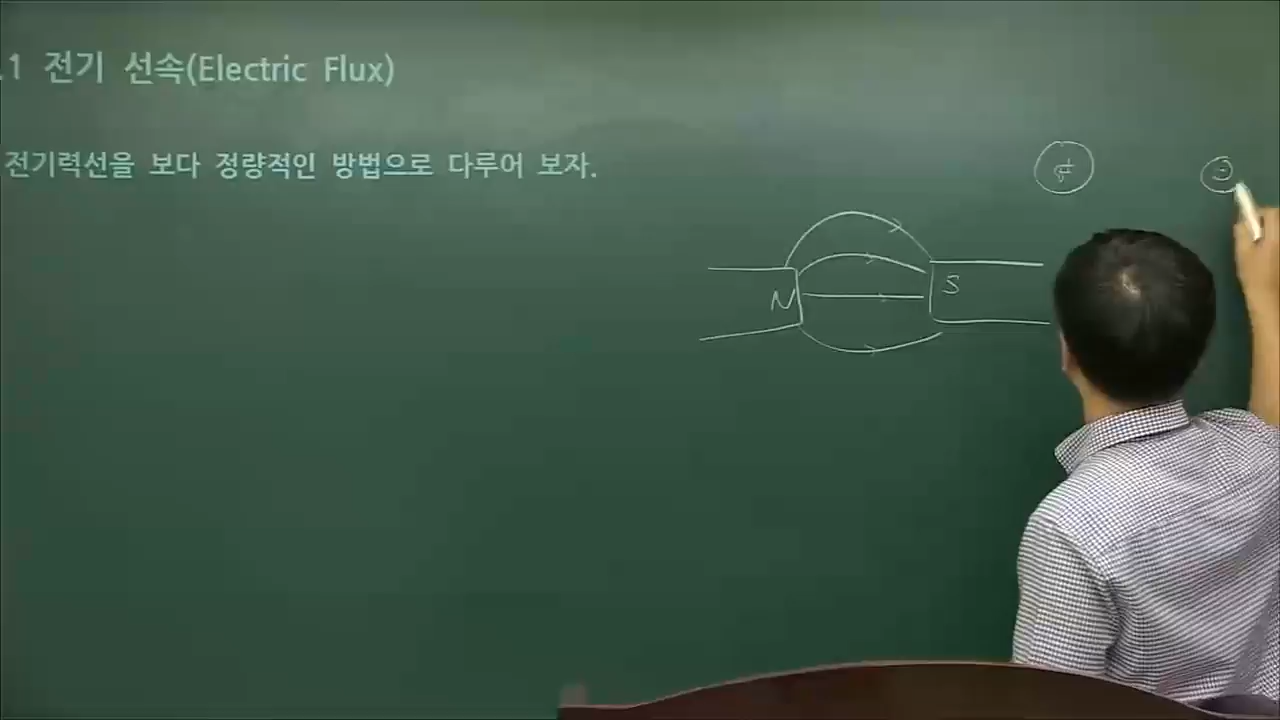 .1 전기 선속(Electric Flux)
전기력선을 보다 정량적인 방법으로 다루어 보자.
N
S